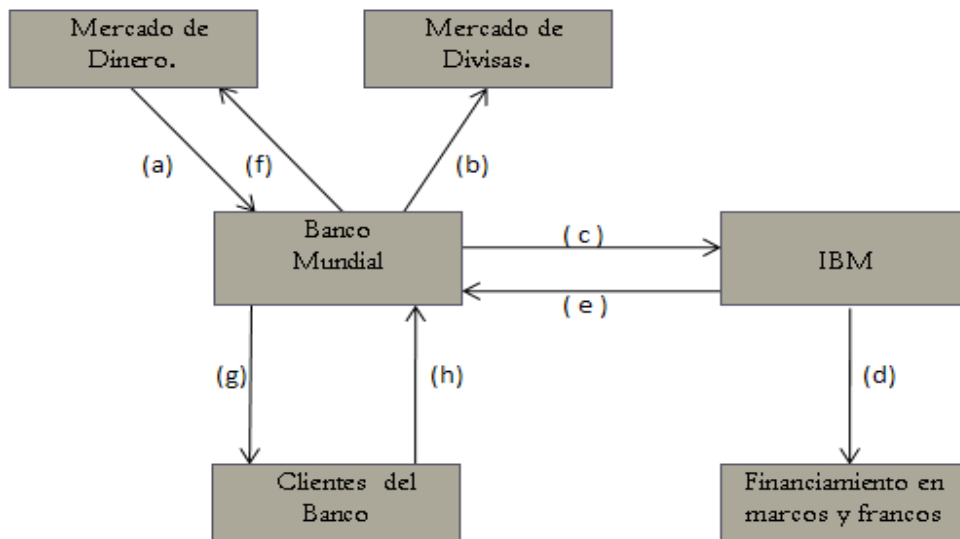 Mercado de
Dinero.
Mercado de
Divisas.
(a)
(f)
(b)
Banco
Mundial
( c )
IBM
( e )
(g)
(h)
(d)
Clientes del
Banco
Financiamiento en
marcos y francos